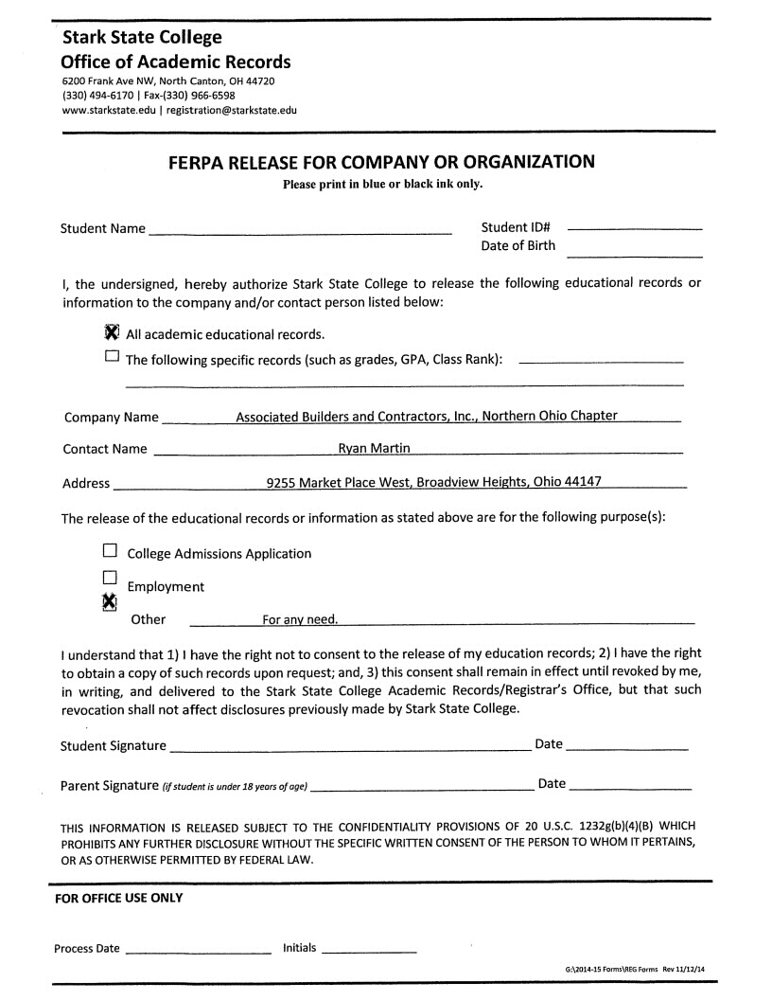 Stark State College
Office of Academic Records
6200 Frank Ave NW, North Canton, OH 44720
(330) 494-6170 | Fax-(330) 966-6598
www.starkstate.edu | registration@starkstate.edu
FERPA RELEASE FOR COMPANY OR ORGANIZATION
Please print in blue or black ink only.
Student Name Student ID#
Date of Birth
I, the undersigned, hereby authorize Stark State College to release the following educational records or
information to the company and/or contact person listed below:
All academic educational records.
The following specific records (such as grades, GPA, Class Rank):
Company Name Associated Builders and Contractors, Inc., Northern Ohio Chapter
Contact Name Ryan Martin
Address 9255 Market Place West, Broadview Heights, Ohio 44147
The release of the educational records or information as stated above are for the following purpose(s):
College Admissions Application
Employment
Other For any need.
I understand that 1) I have the right not to consent to the release of my education records; 2) I have the right
to obtain a copy of such records upon request; and, 3) this consent shall remain in effect until revoked by me,
in writing, and delivered to the Stark State College Academic Records/Registrar's Office, but that such
revocation shall not affect disclosures previously made by Stark State College.
Student Signature Date
Parent Signature (if student is under 18 years of age) Date
THIS INFORMATION IS RELEASED SUBJECT TO THE CONFIDENTIALITY PROVISIONS OF 20 U.S.C. 1232g(b)(4)(B) WHICH
PROHIBITS ANY FURTHER DISCLOSURE WITHOUT THE SPECIFIC WRITTEN CONSENT OF THE PERSON TO WHOM IT PERTAINS,
OR AS OTHERWISE PERMITTED BY FEDERAL LAW.
FOR OFFICE USE ONLY
Process Date Initials
G:\2014-15 Forms\REG Forms Rev 11/12/14